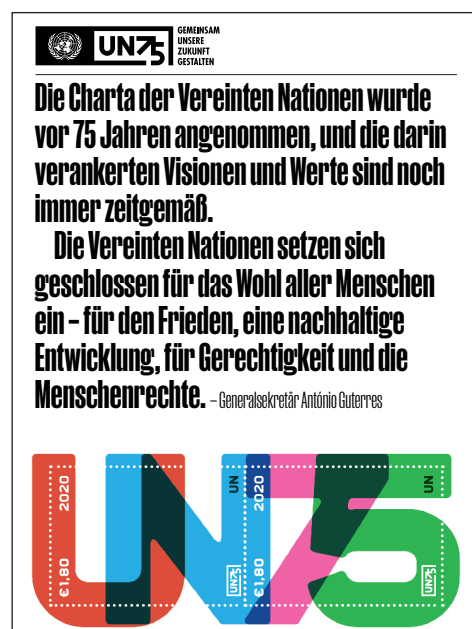 UN75
GEMEINSAM
UNSERE
ZUKUNFT
GESTALTEN
Die Charta der Vereinten Nationen wurde
vor 75 Jahren angenommen, und die darin
verankerten Visionen und Werte sind noch
immer zeitgemäß.
Die Vereinten Nationen setzen sich
geschlossen für das Wohl aller Menschen
ein – für den Frieden, eine nachhaltige
Entwicklung, für Gerechtigkeit und die
Menschenrechte. – Generalsekretär António Guterres
UN75
2020
€1,80
UN
UN75
2020
€1,80
UN
UN75